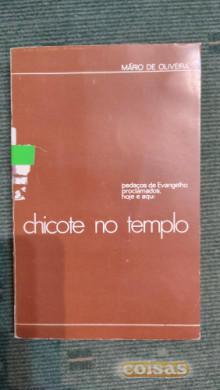 MÁRIO DE OLIVEIRA
pedaços de Evangelho
proclamados,
hoje e aqui
chicote no templo
coisas